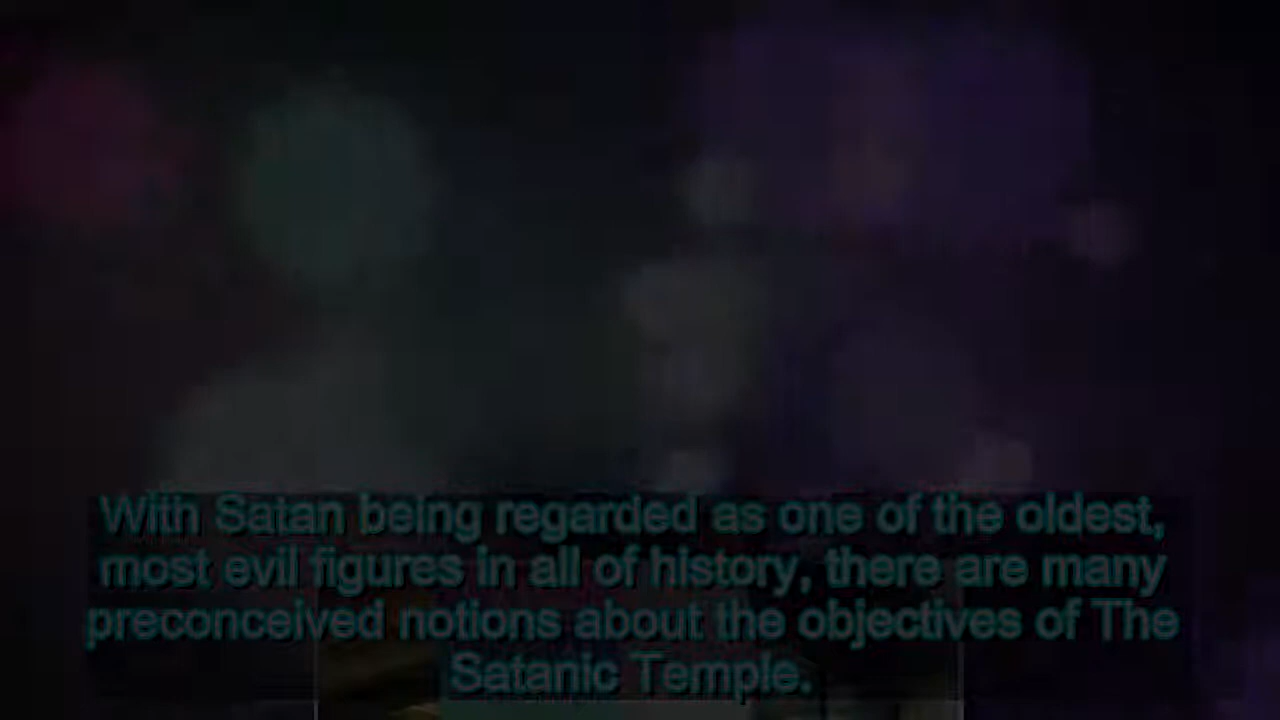 With Satan being regarded as one of the oldest,
most evil figures in all of history, there are many
preconceived notions about the objectives of The
Satanic Temple.